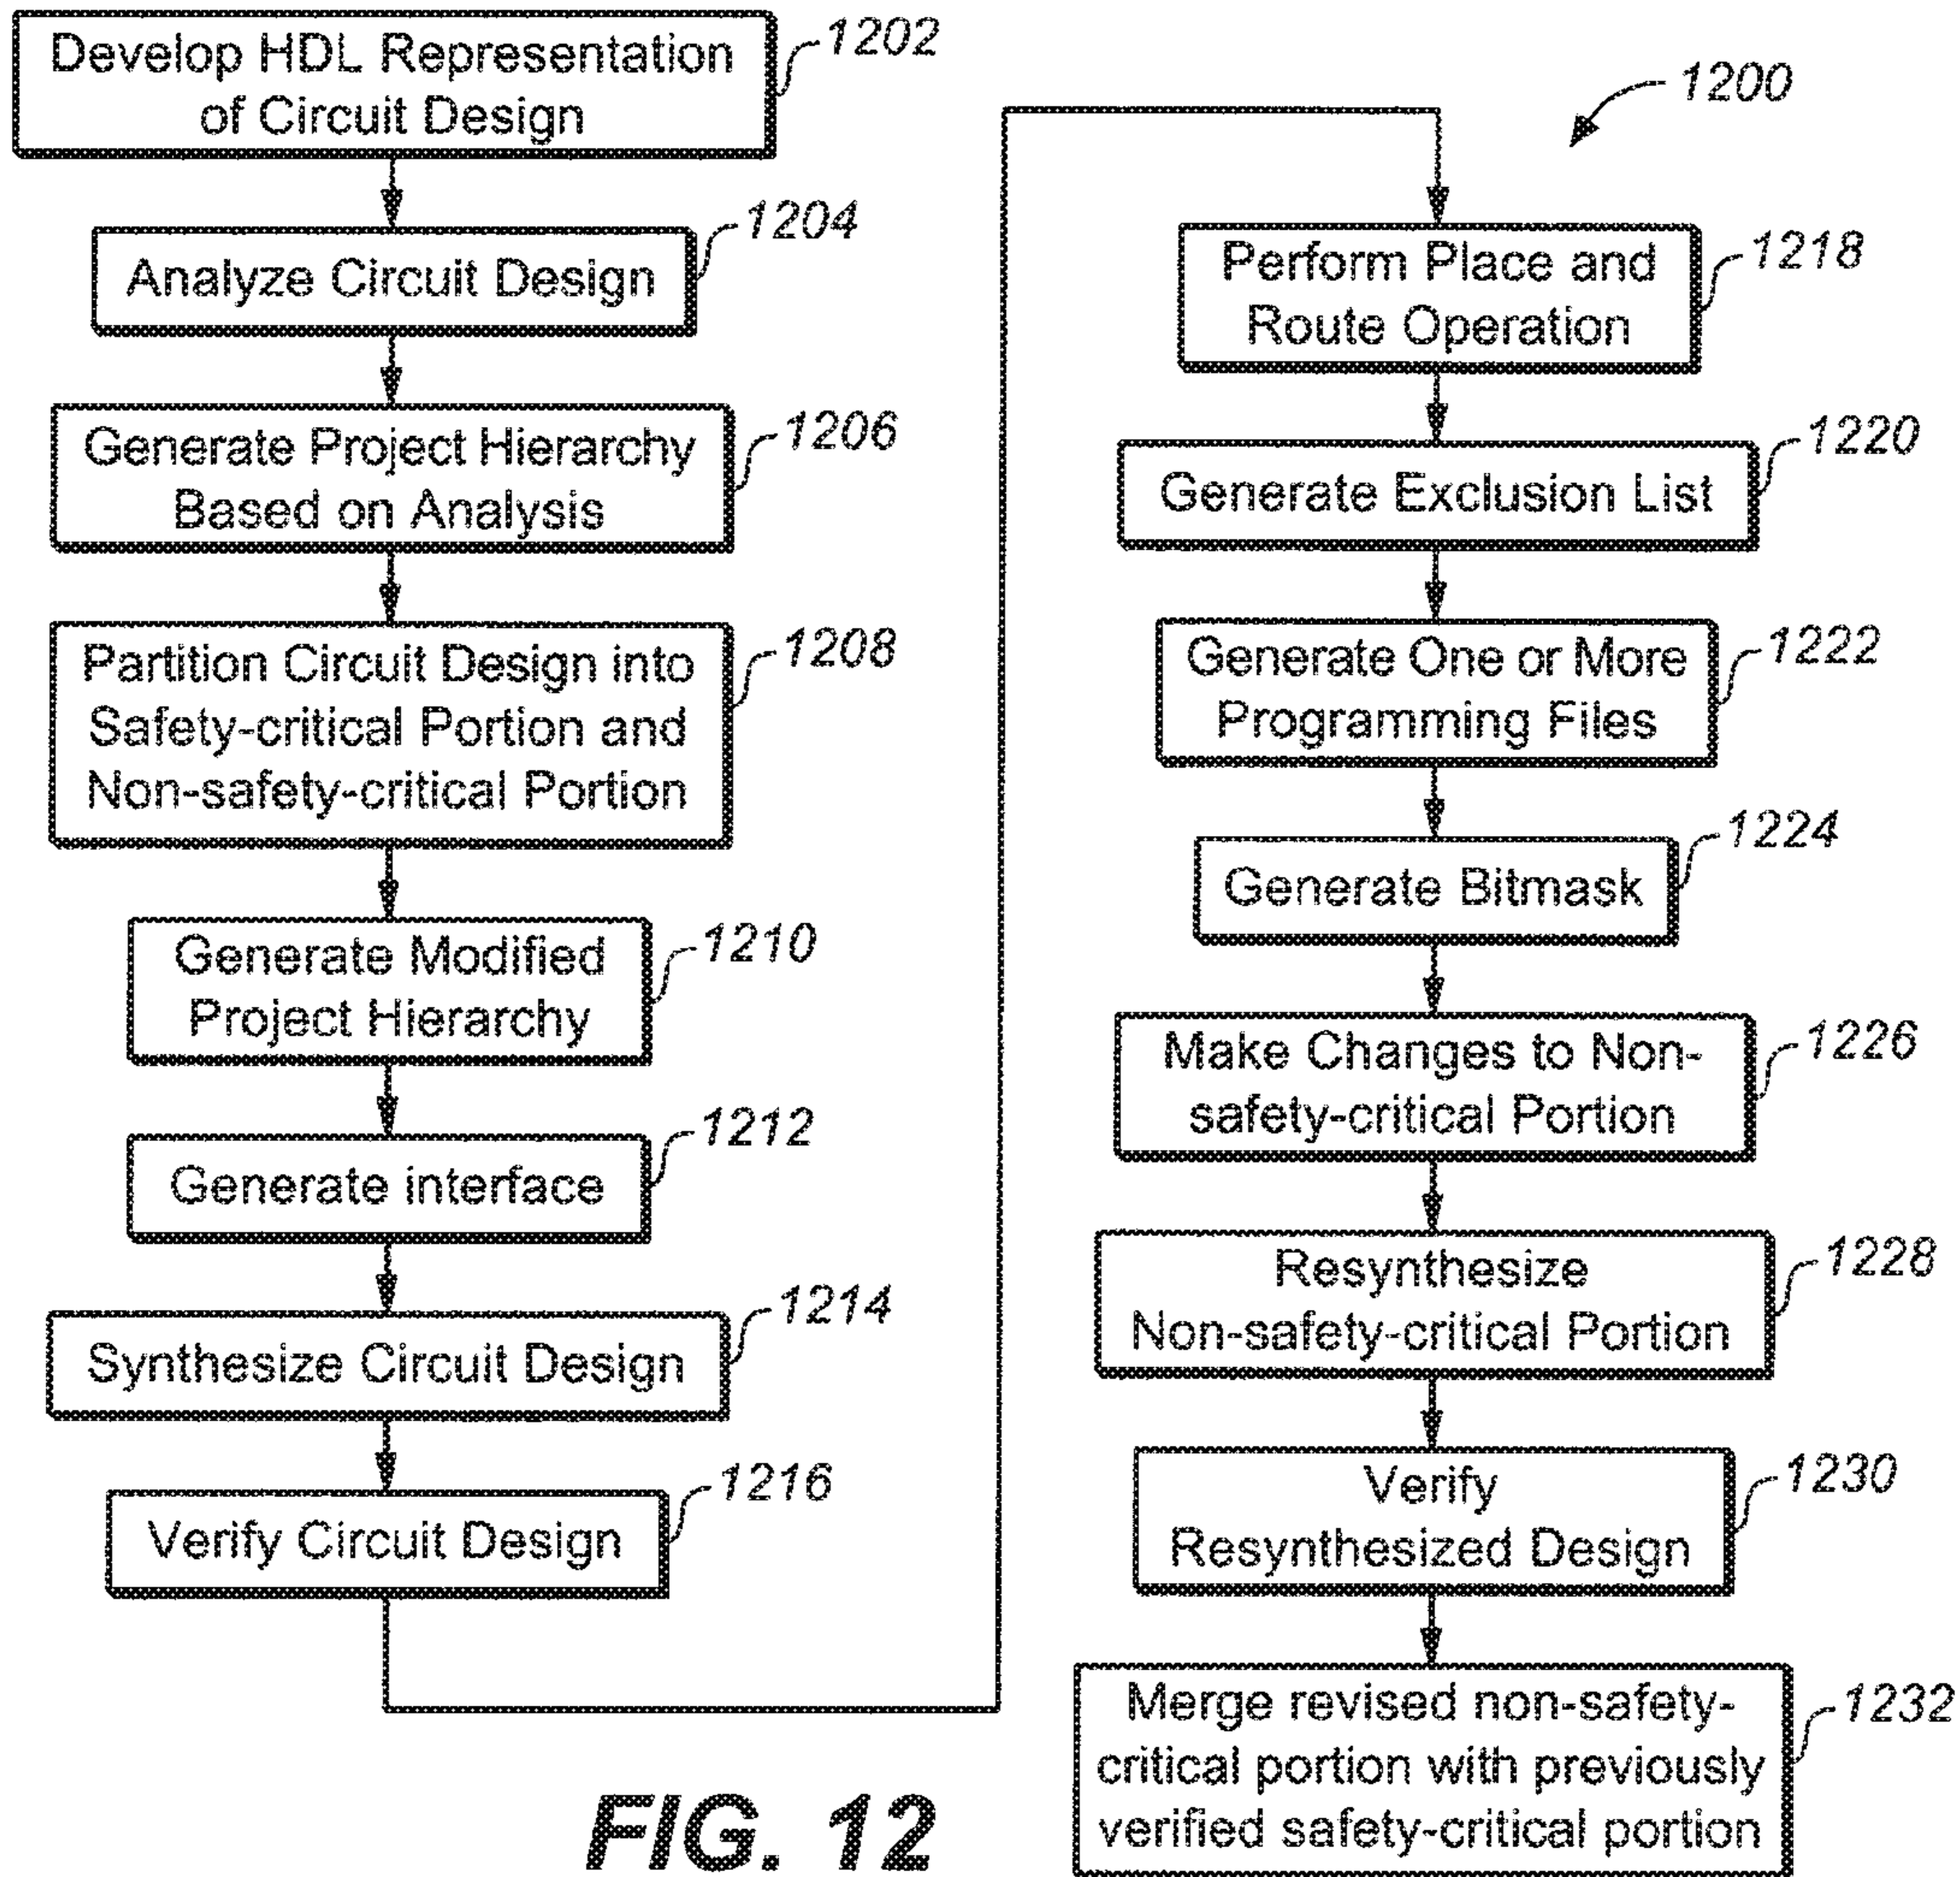 Develop HDL Representation
of Circuit Design
1202
Analyze Circuit Design
1204
Generate Project Hierarchy
Based on Analysis
1206
Partition Circuit Design into
Safety-critical Portion and
Non-safety-critical Portion
1208
Generate Modified
Project Hierarchy
1210
Generate interface
1212
Synthesize Circuit Design
1214
Verify Circuit Design
1216
1200
Perform Place and
Route Operation
1218
Generate Exclusion List
1220
Generate One or More
Programming Files
1222
Generate Bitmask
1224
Make Changes to Non-
safety-critical Portion
1226
Resynthesize
Non-safety-critical Portion
1228
Verify
Resynthesized Design
1230
Merge revised non-safety-
critical portion with previously
verified safety-critical portion
1232
FIG. 12